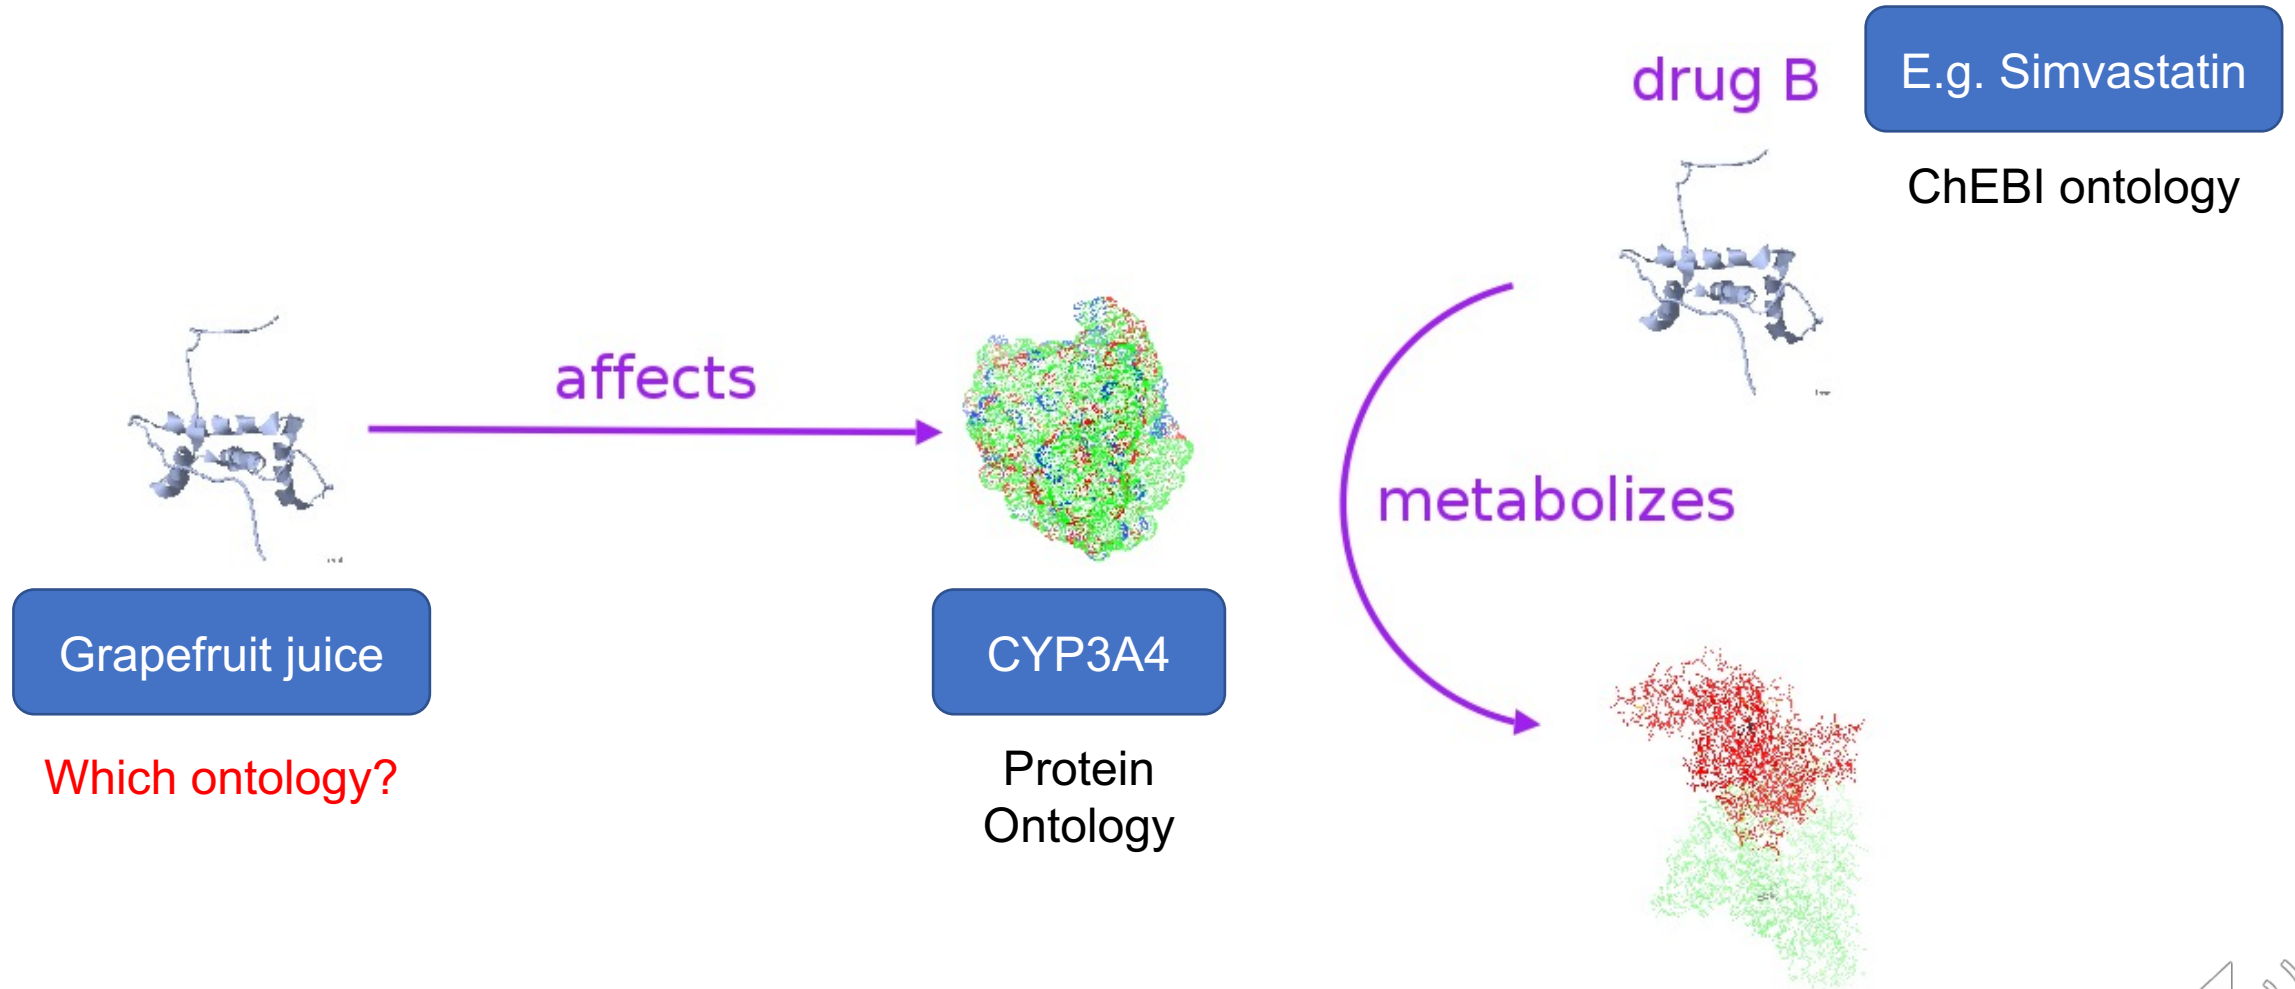 drug B
E.g. Simvastatin
ChEBI ontology
affects
metabolizes
Grapefruit juice
CYP3A4
Which ontology?
Protein
Ontology